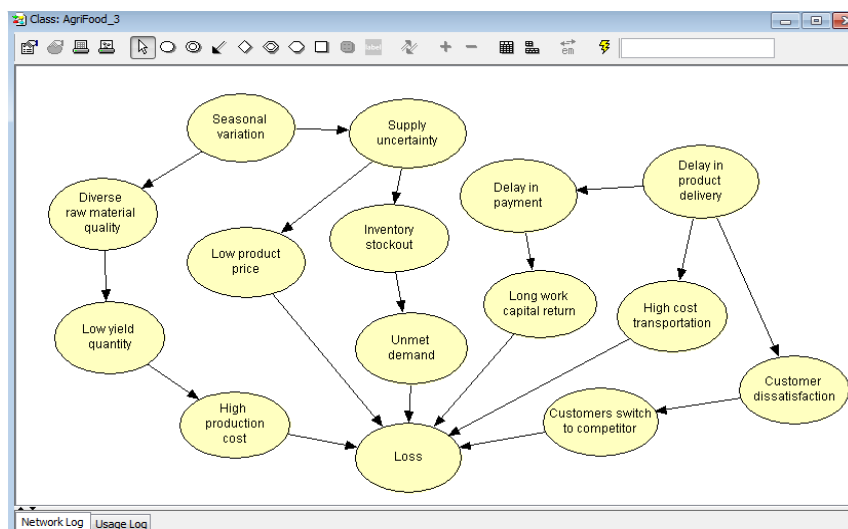 Class: AgriFood_3
label
en
Seasonal
variation
Supply
uncertainty
Delay in
product
delivery
Delay in
payment
Diverse
raw material
quality
Inventory
stockout
Low product
price
Long work
capital return
High cost
transportation
Low yield
quantity
Unmet
demand
Customer
dissatisfaction
High
production
cost
Customers switch
to competitor
Loss
Network Log
Usage Log